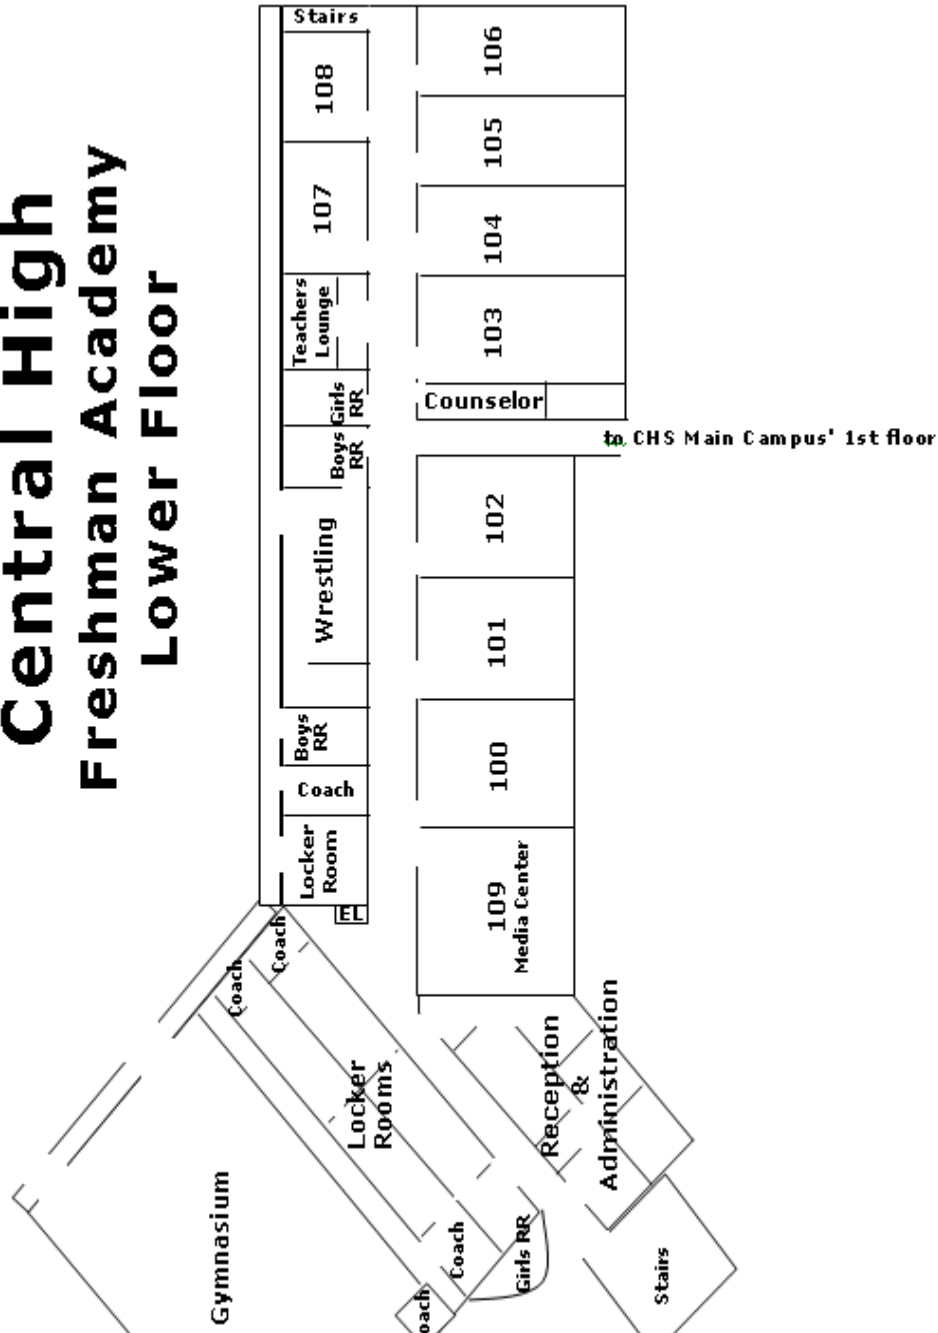 Central High
Freshman Academy
Lower Floor
Stairs
108
106
105
107
104
Teachers
Lounge
103
Girls
RR
Counselor
Boys
RR
to CHS Main Campus' 1st floor
102
Wrestling
101
Boys
RR
100
Coach
Locker
Room
109
Media Center
EL
Coach
Coach
Locker
Rooms
Reception
&
Administration
Gymnasium
Coach
Girls RR
Stairs